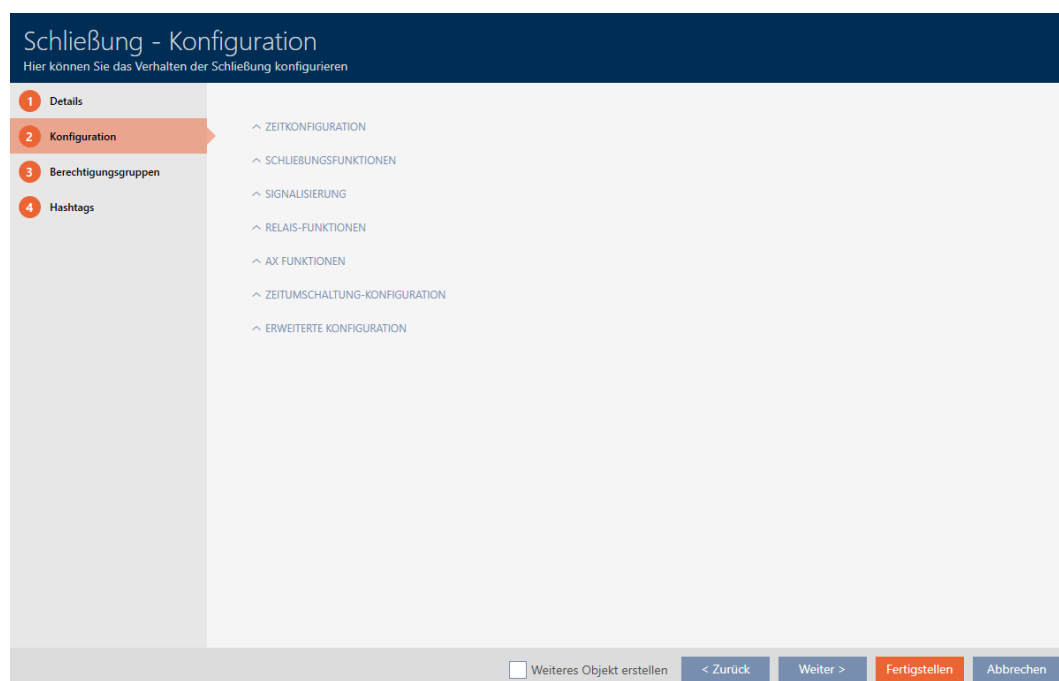 Schließung - Konfiguration
Hier können Sie das Verhalten der Schließung konfigurieren
1 Details
2 Konfiguration
3 Berechtigungsgruppen
4 Hashtags
ZEITKONFIGURATION
SCHLIEßUNGSFUNKTIONEN
SIGNALISIERUNG
RELAIS-FUNKTIONEN
AX FUNKTIONEN
ZEITUMSCHALTUNG-KONFIGURATION
ERWEITERTE KONFIGURATION
Weiteres Objekt erstellen < Zurück Weiter > Fertigstellen Abbrechen